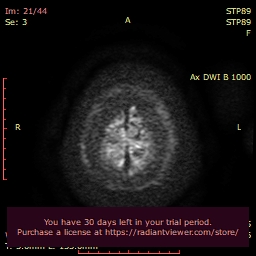 Im: 21/44
Se: 3
A
STP89
STP89
F
Ax DWI B 1000
R
L
You have 30 days left in your trial period.
Purchase a license at https://radiantviewer.com/store/